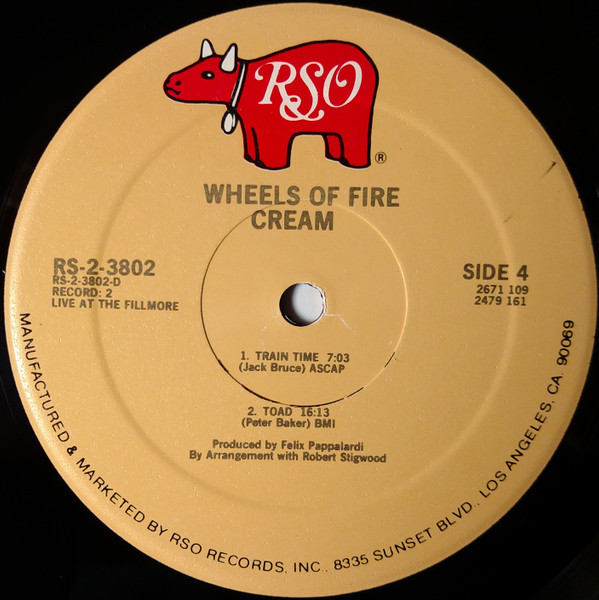 RSO
®
WHEELS OF FIRE
CREAM
RS-2-3802
RS-2-3802-D
RECORD: 2
LIVE AT THE FILLMORE
SIDE 4
2671 109
2479 161
1. TRAIN TIME 7:03
(Jack Bruce) ASCAP
2. TOAD 16:13
(Peter Baker) BMI
Produced by Felix Pappalardi
By Arrangement with Robert Stigwood
MANUFACTURED & MARKETED BY RSO RECORDS, INC., 8335 SUNSET BLVD., LOS ANGELES, CA. 90069